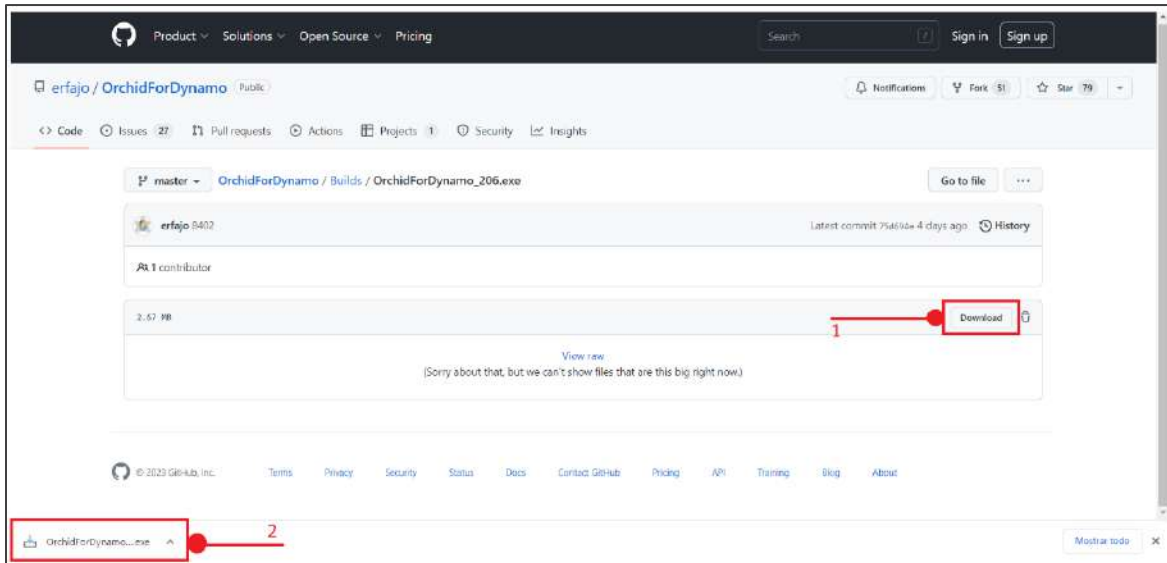 Product Solutions Open Source Pricing Search / Sign in Sign up
erfajo / OrchidForDynamo Public Notifications Fork 51 Star 79
Code Issues 27 Pull requests Actions Projects 1 Security Insights
master OrchidForDynamo / Builds / OrchidForDynamo_206.exe Go to file ...
erfajo 8402 Latest commit 4 days ago History
1 contributor
2.67 MB Download
1
View raw
(Sorry about that, but we can't show files that are this big right now.)
© 2023 GitHub, Inc. Terms Privacy Security Status Docs Contact GitHub Pricing API Training Blog About
2
OrchidForDynamo....exe Mostrar todo